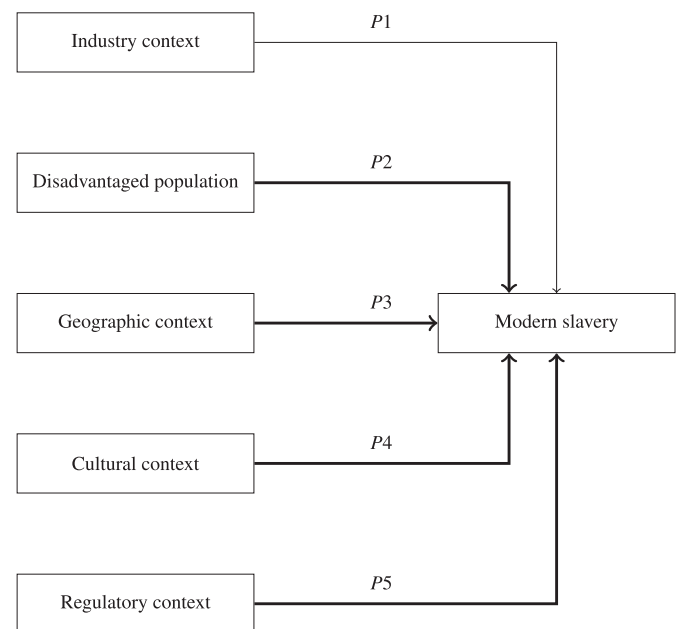 P1
Industry context
P2
Disadvantaged population
P3
Geographic context
Modern slavery
P4
Cultural context
P5
Regulatory context